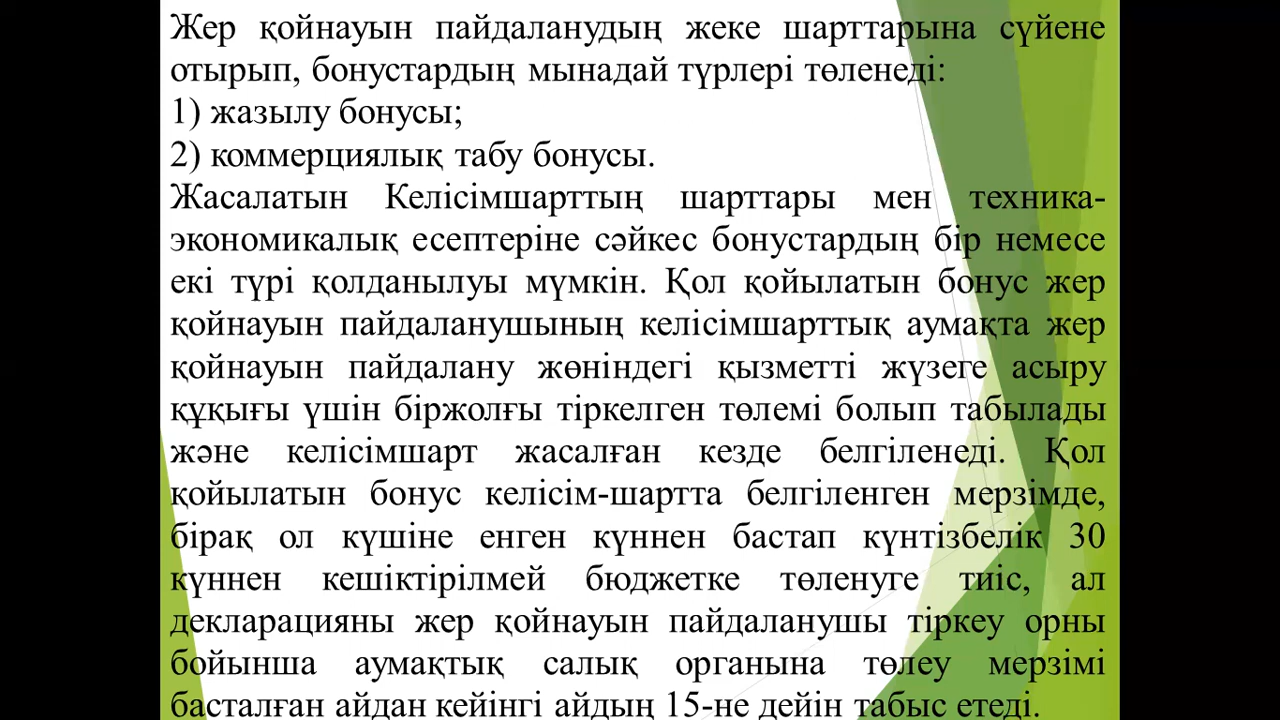 Жер қойнауын пайдаланудың жеке шарттарына сүйене
отырып, бонустардың мынадай түрлері төленеді:
1) жазылу бонусы;
2) коммерциялық табу бонусы.
Жасалатын Келісімшарттың шарттары мен техника-
экономикалық есептеріне сәйкес бонустардың бір немесе
екі түрі қолданылуы мүмкін. Қол қойылатын бонус жер
қойнауын пайдаланушының келісімшарттық аумақта жер
қойнауын пайдалану жөніндегі қызметті жүзеге асыру
құқығы үшін біржолғы тіркелген төлемі болып табылады
және келісімшарт жасалған кезде белгіленеді. Қол
қойылатын бонус келісім-шартта белгіленген мерзімде,
бірақ ол күшіне енген күннен бастап күнтізбелік 30
күннен кешіктірілмей бюджетке төленуге тиіс, ал
декларацияны жер қойнауын пайдаланушы тіркеу орны
бойынша аумақтық салық органына төлеу мерзімі
басталған айдан кейінгі айдың 15-не дейін табыс етеді.